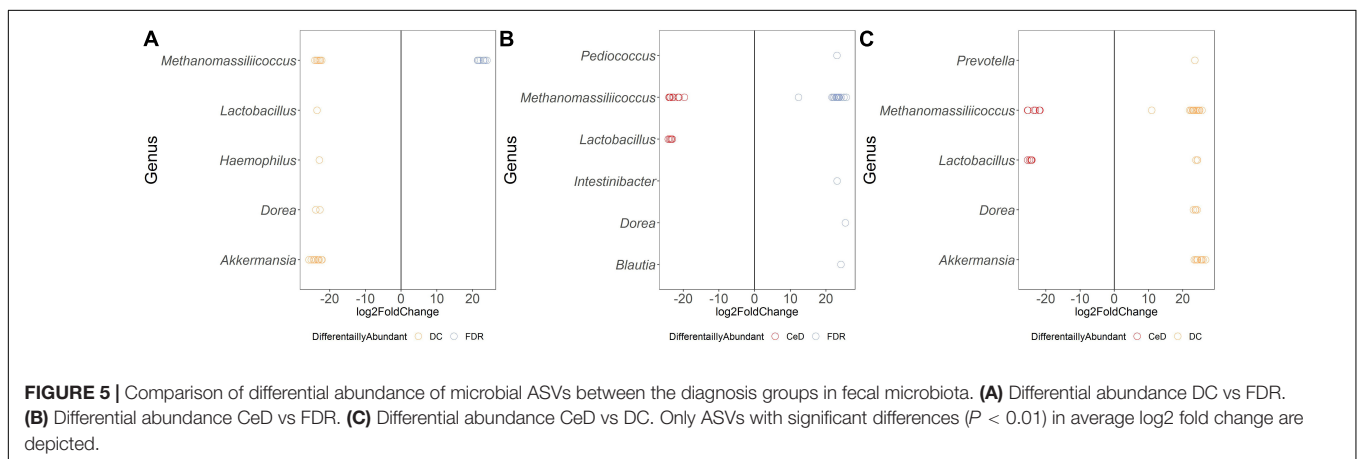 A
Genus
Methanomassiliicoccus
Lactobacillus
Haemophilus
Dorea
Akkermansia
-20 -10 0 10 20
log2FoldChange
DifferentaillyAbundant DC FDR
B
Genus
Pediococcus
Methanomassiliicoccus
Lactobacillus
Intestinibacter
Dorea
Blautia
-20 -10 0 10 20
log2FoldChange
DifferentaillyAbundant CeD FDR
C
Genus
Prevotella
Methanomassiliicoccus
Lactobacillus
Dorea
Akkermansia
-20 -10 0 10 20
log2FoldChange
DifferentaillyAbundant CeD DC
FIGURE 5 | Comparison of differential abundance of microbial ASVs between the diagnosis groups in fecal microbiota. (A) Differential abundance DC vs FDR.
(B) Differential abundance CeD vs FDR. (C) Differential abundance CeD vs DC. Only ASVs with significant differences (P < 0.01) in average log2 fold change are
depicted.